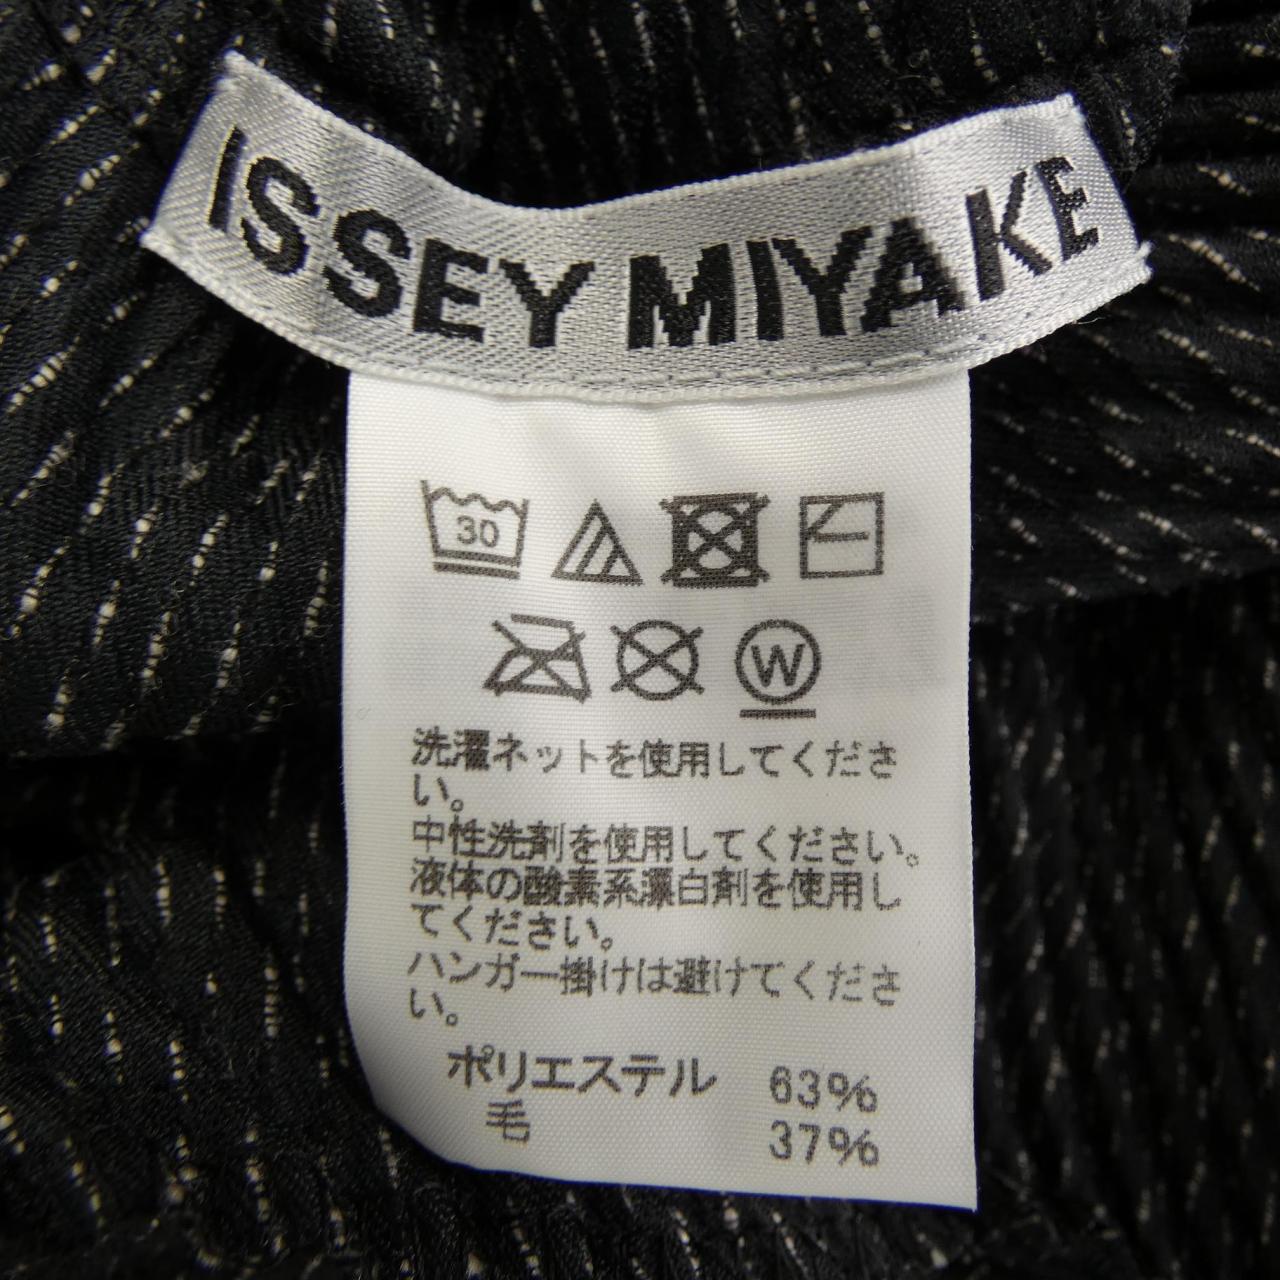 ISSEY MIYAKE
30
W
洗濯ネットを使用してくださ
い。
中性洗剤を使用してください。
液体の酸素系漂白剤を使用し
てください。
ハンガー掛けは避けてくださ
い。
ポリエステル 63%
毛 37%